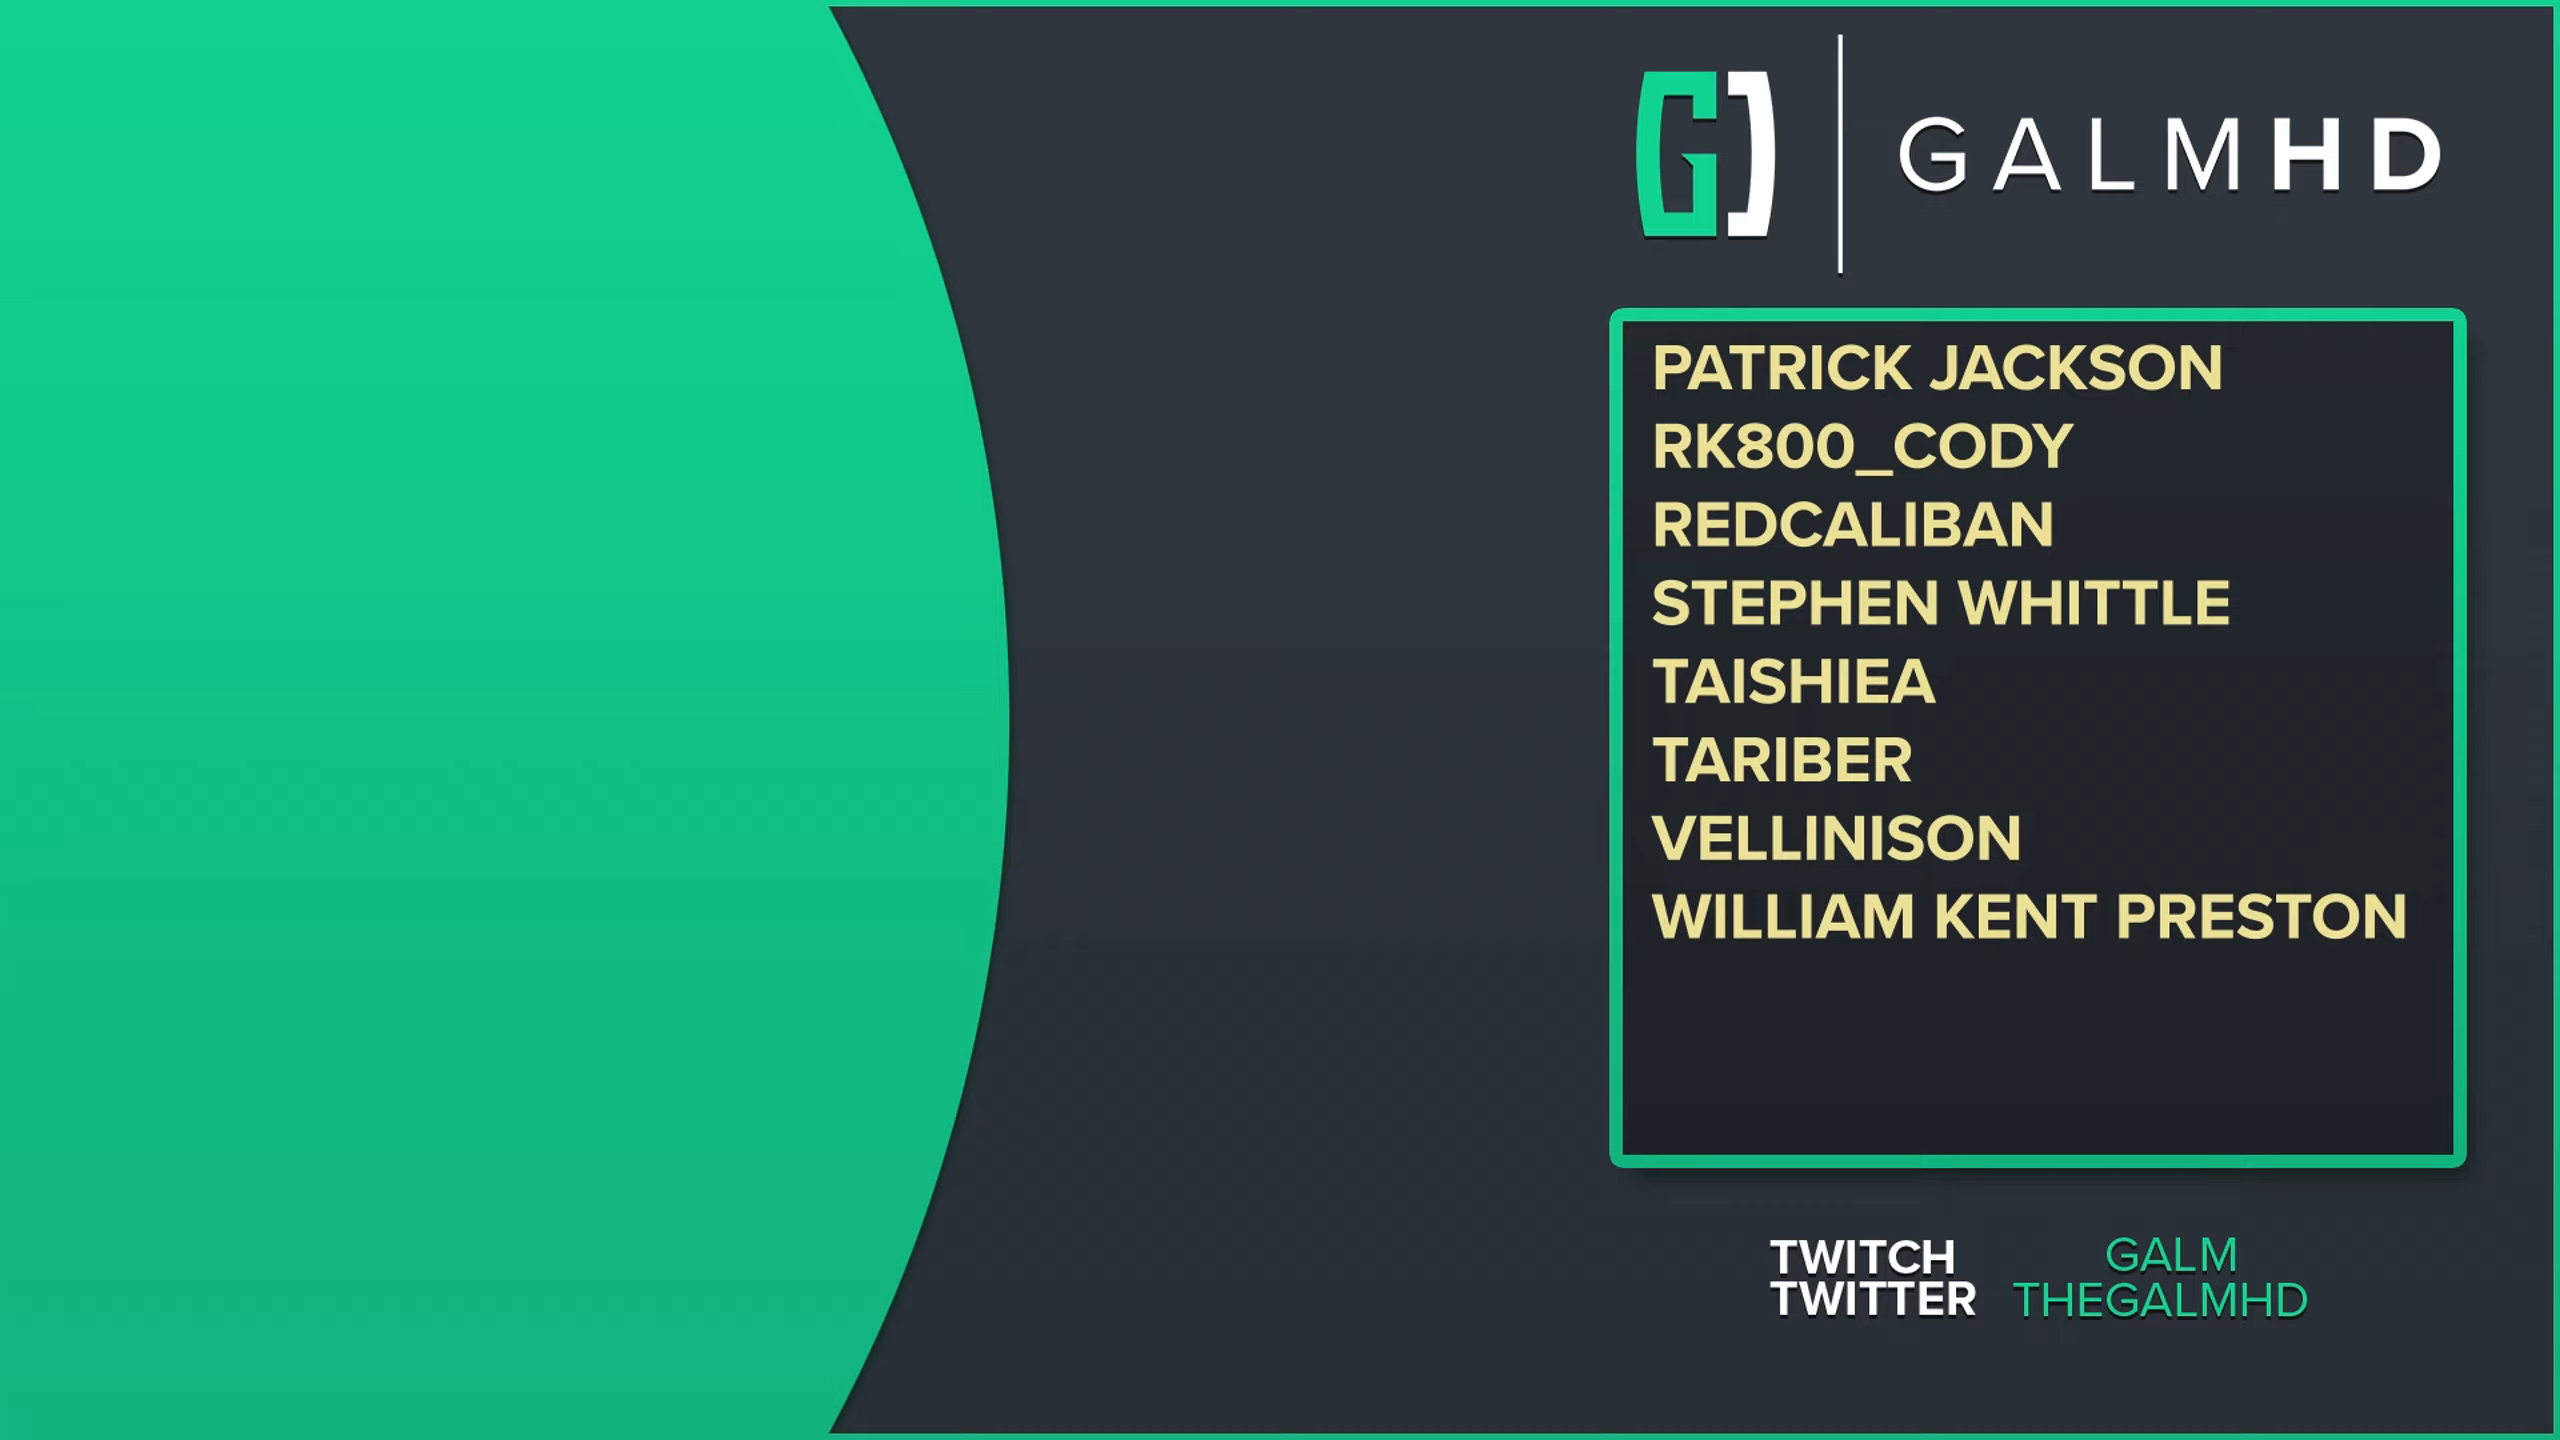 GALMHD
PATRICK JACKSON
RK800_CODY
REDCALIBAN
STEPHEN WHITTLE
TAISHIEA
TARIBER
VELLINISON
WILLIAM KENT PRESTON
TWITCH GALM
TWITTER THEGALMHD